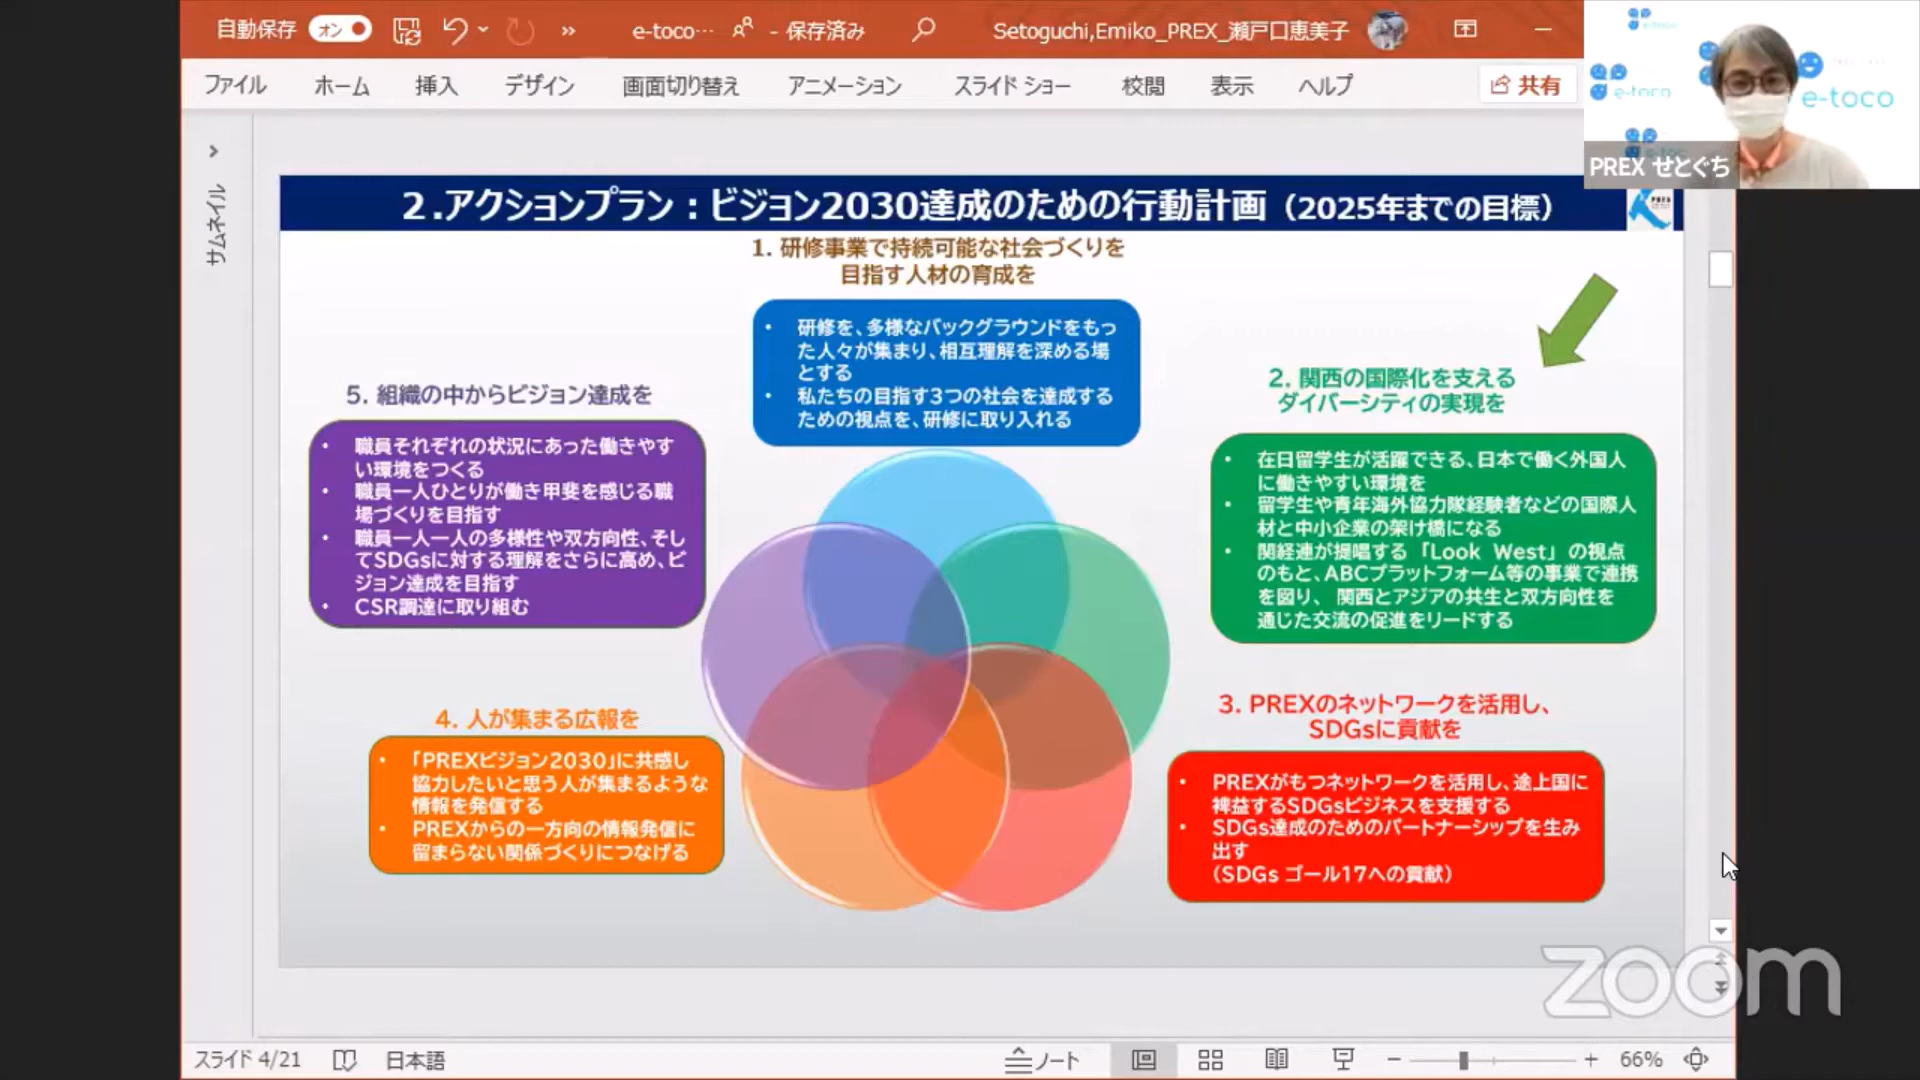 自動保存 オン e-toco… - 保存済み Setoguchi,Emiko_PREX_瀬戸口恵美子
ファイル ホーム 挿入 デザイン 画面切り替え アニメーション スライド ショー 校閲 表示 ヘルプ 共有
e-toco
e-toco
e-toco
PREX せとぐち
サムネイル
２.アクションプラン：ビジョン2030達成のための行動計画（2025年までの目標）
PREX
1. 研修事業で持続可能な社会づくりを
目指す人材の育成を
• 研修を、多様なバックグラウンドをもっ
た人々が集まり、相互理解を深める場
とする
• 私たちの目指す3つの社会を達成する
ための視点を、研修に取り入れる
2. 関西の国際化を支える
ダイバーシティの実現を
• 在日留学生が活躍できる、日本で働く外国人
に働きやすい環境を
• 留学生や青年海外協力隊経験者などの国際人
材と中小企業の架け橋になる
• 関経連が提唱する「Look West」の視点
のもと、ABCプラットフォーム等の事業で連携
を図り、 関西とアジアの共生と双方向性を
通じた交流の促進をリードする
3. PREXのネットワークを活用し、
SDGsに貢献を
• PREXがもつネットワークを活用し、途上国に
裨益するSDGsビジネスを支援する
• SDGs達成のためのパートナーシップを生み
出す
（SDGs ゴール17への貢献）
4. 人が集まる広報を
• 「PREXビジョン2030」に共感し
協力したいと思う人が集まるような
情報を発信する
• PREXからの一方向の情報発信に
留まらない関係づくりにつなげる
5. 組織の中からビジョン達成を
• 職員それぞれの状況にあった働きやす
い環境をつくる
• 職員一人ひとりが働き甲斐を感じる職
場づくりを目指す
• 職員一人一人の多様性や双方向性、そし
てSDGsに対する理解をさらに高め、ビ
ジョン達成を目指す
• CSR調達に取り組む
zoom
スライド 4/21 日本語 ノート 66%